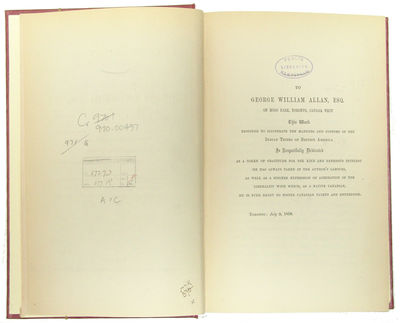 G 971
970.00497
A I C
TO
GEORGE WILLIAM ALLAN, ESQ.
OF MOSS PARK, TORONTO, CANADA WEST
This Work
DESIGNED TO ILLUSTRATE THE MANNERS AND CUSTOMS OF THE
INDIAN TRIBES OF BRITISH AMERICA
Is Respectfully Dedicated
AS A TOKEN OF GRATITUDE FOR THE KIND AND GENEROUS INTEREST
HE HAS ALWAYS TAKEN IN THE AUTHOR'S LABOURS,
AS WELL AS A SINCERE EXPRESSION OF ADMIRATION OF THE
LIBERALITY WITH WHICH, AS A NATIVE CANADIAN,
HE IS EVER READY TO FOSTER CANADIAN TALENT AND ENTERPRISE.
TORONTO: July 9, 1858.